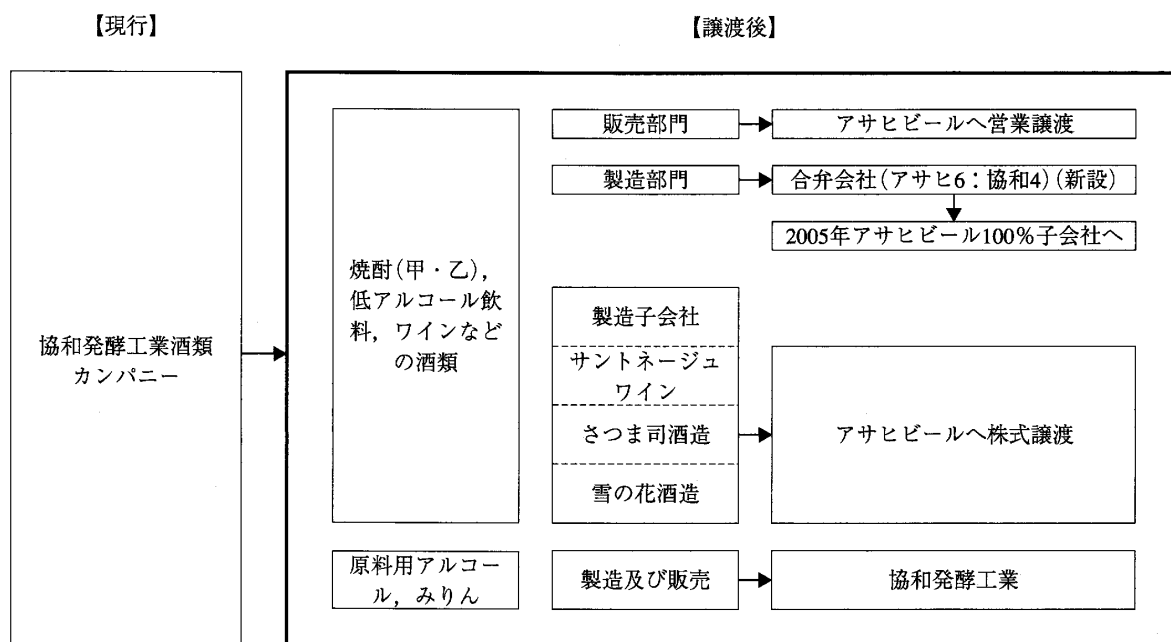 【現行】
【譲渡後】
協和発酵工業酒類
カンパニー
焼酎(甲・乙),
低アルコール飲
料, ワインなど
の酒類
販売部門
アサヒビールへ営業譲渡
製造部門
合弁会社(アサヒ6:協和4)(新設)
2005年アサヒビール100%子会社へ
製造子会社
サントネージュ
ワイン
さつま司酒造
雪の花酒造
アサヒビールへ株式譲渡
原料用アルコー
ル, みりん
製造及び販売
協和発酵工業